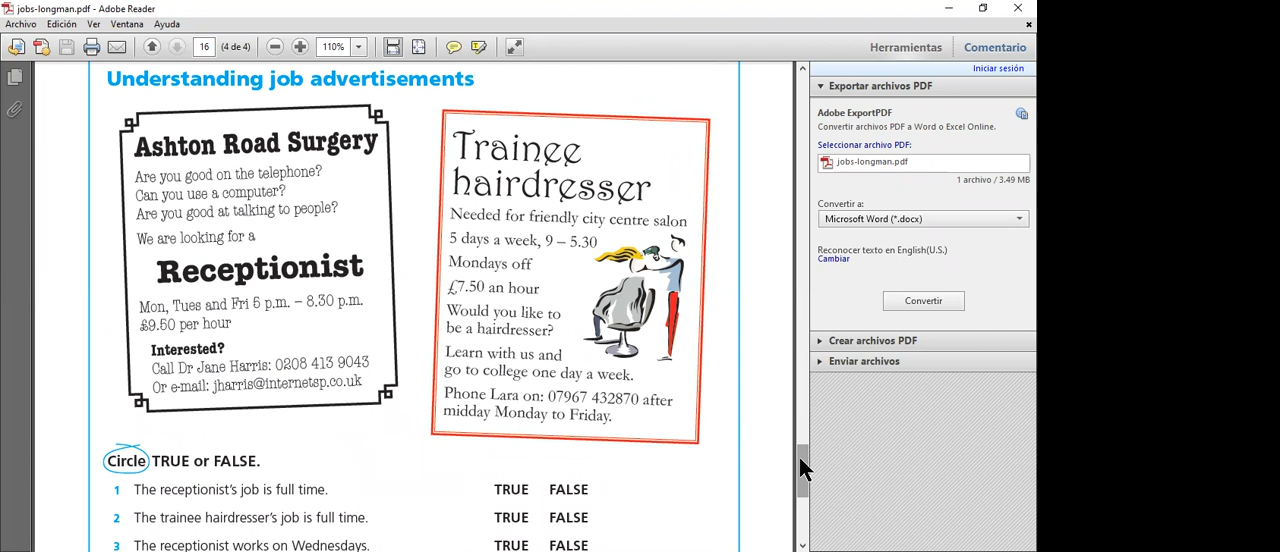 jobs-longman.pdf - Adobe Reader
Archivo Edición Ver Ventana Ayuda
16 (4 de 4) 110% Herramientas Comentario
Understanding job advertisements
Ashton Road Surgery
Are you good on the telephone?
Can you use a computer?
Are you good at talking to people?
We are looking for a
Receptionist
Mon, Tues and Fri 5 p.m. – 8.30 p.m.
£9.50 per hour
Interested?
Call Dr Jane Harris: 0208 413 9043
Or e-mail: jharris@internetsp.co.uk
Trainee
hairdresser
Needed for friendly city centre salon
5 days a week, 9 – 5.30
Mondays off
£7.50 an hour
Would you like to
be a hairdresser?
Learn with us and
go to college one day a week.
Phone Lara on: 07967 432870 after
midday Monday to Friday.
Circle TRUE or FALSE.
1 The receptionist's job is full time. TRUE FALSE
2 The trainee hairdresser's job is full time. TRUE FALSE
3 The receptionist works on Wednesdays. TRUE FALSE
Iniciar sesión
Exportar archivos PDF
Adobe ExportPDF
Convertir archivos PDF a Word o Excel Online.
Seleccionar archivo PDF:
jobs-longman.pdf
1 archivo / 3.49 MB
Convertir a:
Microsoft Word (*.docx)
Reconocer texto en English(U.S.)
Cambiar
Convertir
Crear archivos PDF
Enviar archivos